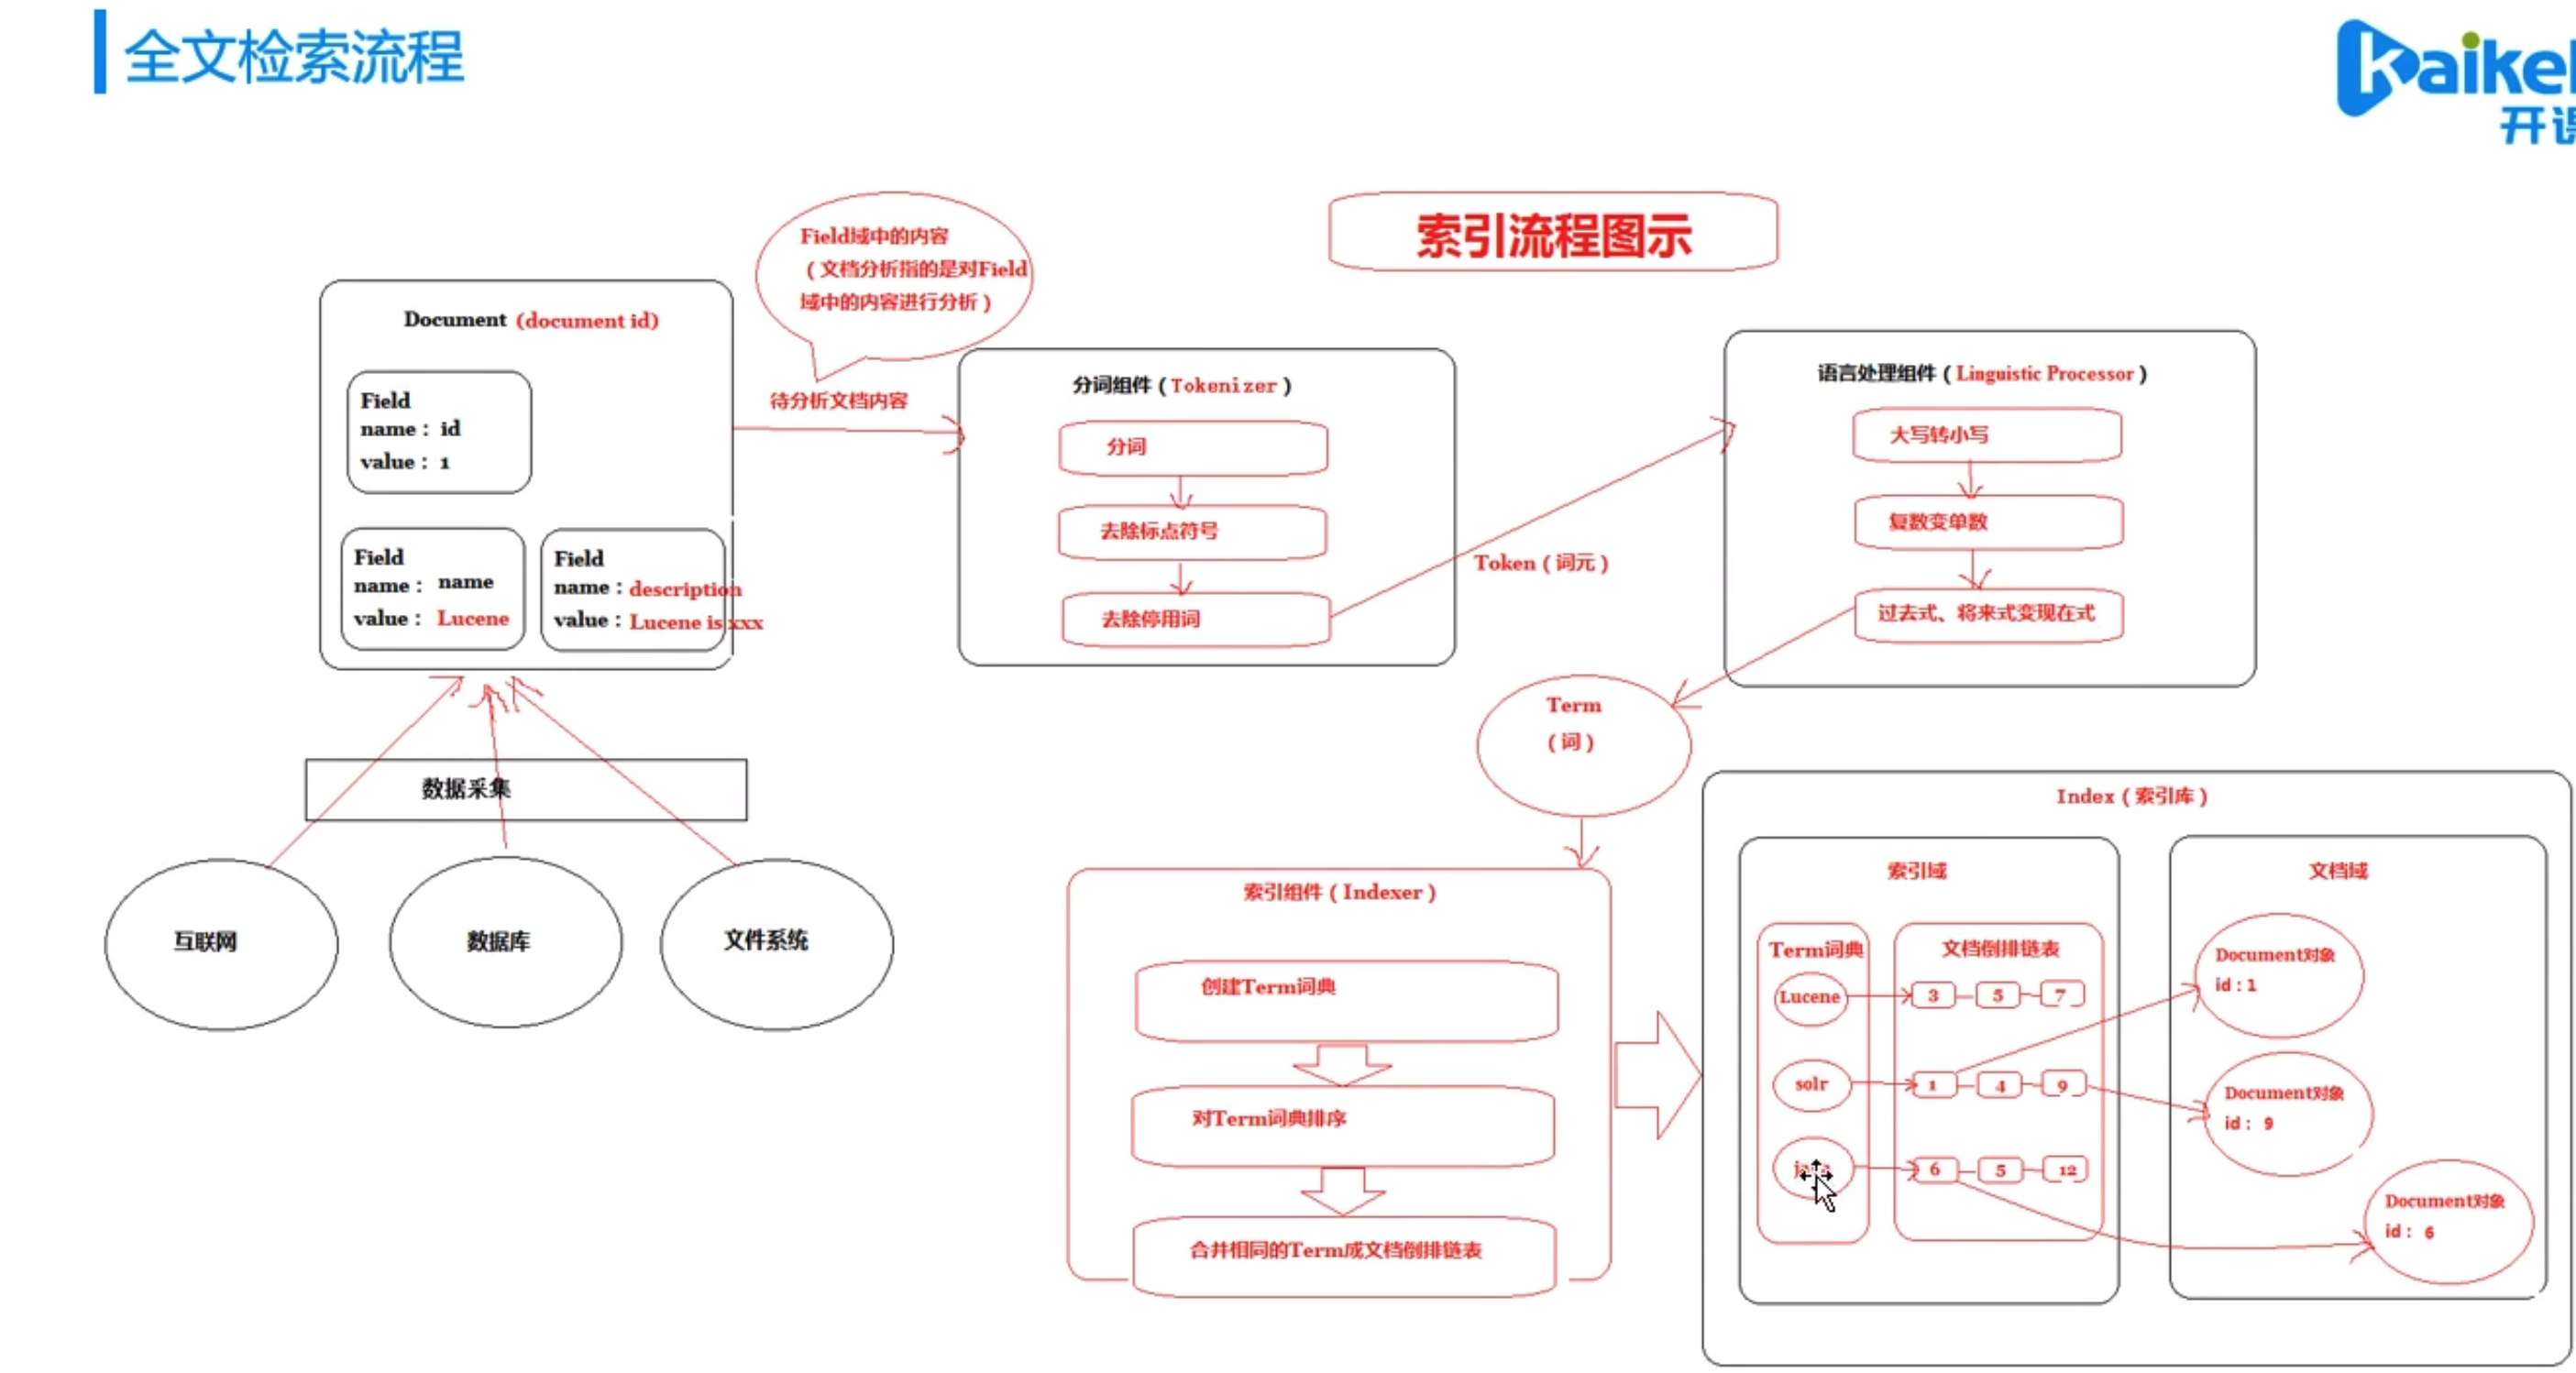 全文检索流程
索引流程图示
Field域中的内容
（文档分析指的是对Field
域中的内容进行分析）
Document (document id)
Field
name： id
value： 1
Field
name： name
value： Lucene
Field
name：description
value：Lucene is xxx
待分析文档内容
分词组件（Tokenizer）
分词
去除标点符号
去除停用词
Token（词元）
语言处理组件（Linguistic Processor）
大写转小写
复数变单数
过去式、将来式变现在式
Term
（词）
数据采集
互联网
数据库
文件系统
索引组件（Indexer）
创建Term词典
对Term词典排序
合并相同的Term成文档倒排链表
Index（索引库）
索引域
Term词典
文档倒排链表
Lucene
3 5 7
solr
1 4 9
6 5 12
文档域
Document对象
id：1
Document对象
id： 9
Document对象
id： 6